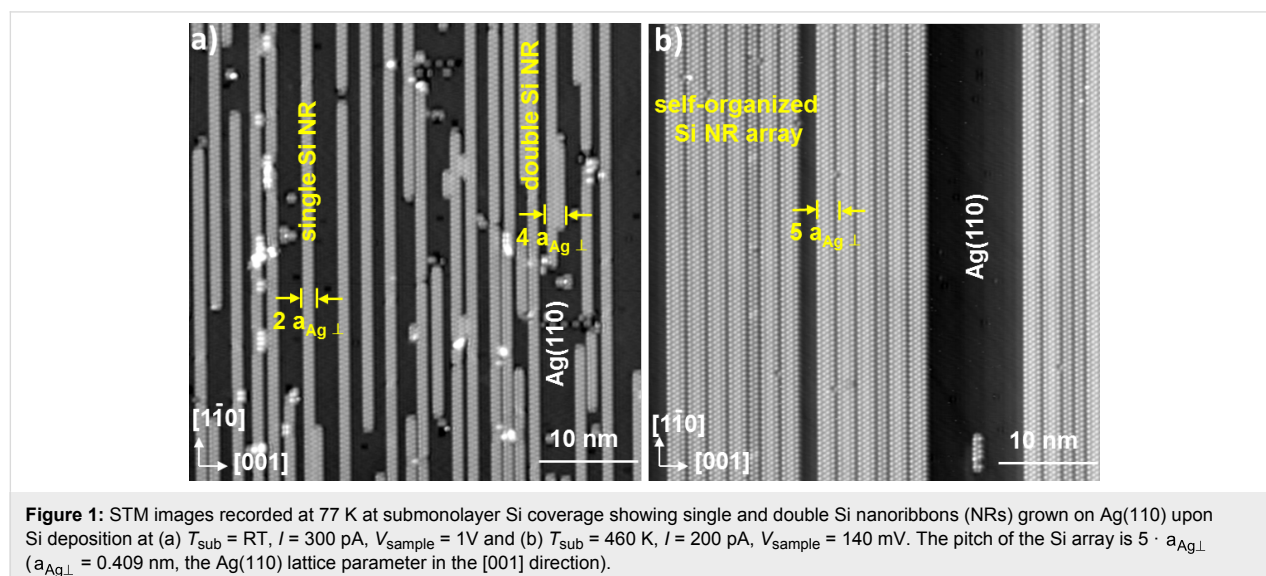 a)
single Si NR
double Si NR
2 a Ag ⊥
4 a Ag ⊥
Ag(110)
[11̅0]
[001]
10 nm
b)
self-organized
Si NR array
5 a Ag ⊥
Ag(110)
[11̅0]
[001]
10 nm
Figure 1: STM images recorded at 77 K at submonolayer Si coverage showing single and double Si nanoribbons (NRs) grown on Ag(110) upon
Si deposition at (a) Tsub = RT, I = 300 pA, Vsample = 1V and (b) Tsub = 460 K, I = 200 pA, Vsample = 140 mV. The pitch of the Si array is 5 · aAg⊥
(aAg⊥ = 0.409 nm, the Ag(110) lattice parameter in the [001] direction).